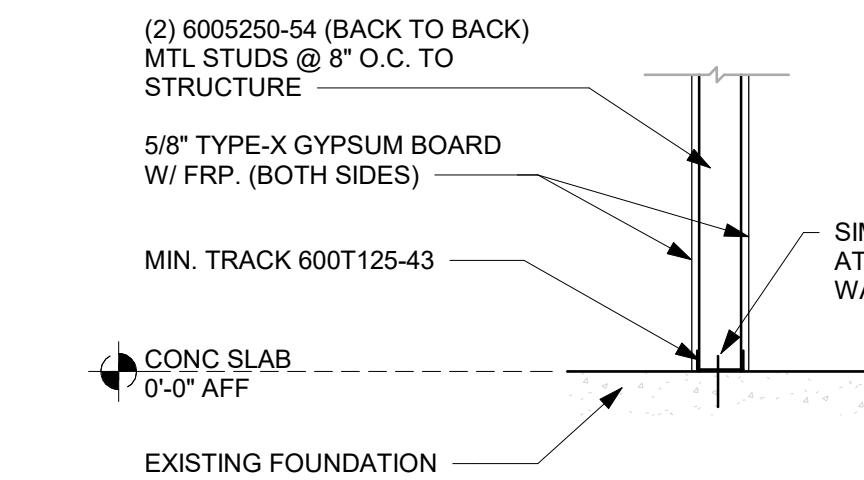 (2) 6005250-54 (BACK TO BACK)
MTL STUDS @ 8" O.C. TO
STRUCTURE
5/8" TYPE-X GYPSUM BOARD
W/ FRP. (BOTH SIDES)
MIN. TRACK 600T125-43
CONC SLAB
0'-0" AFF
EXISTING FOUNDATION